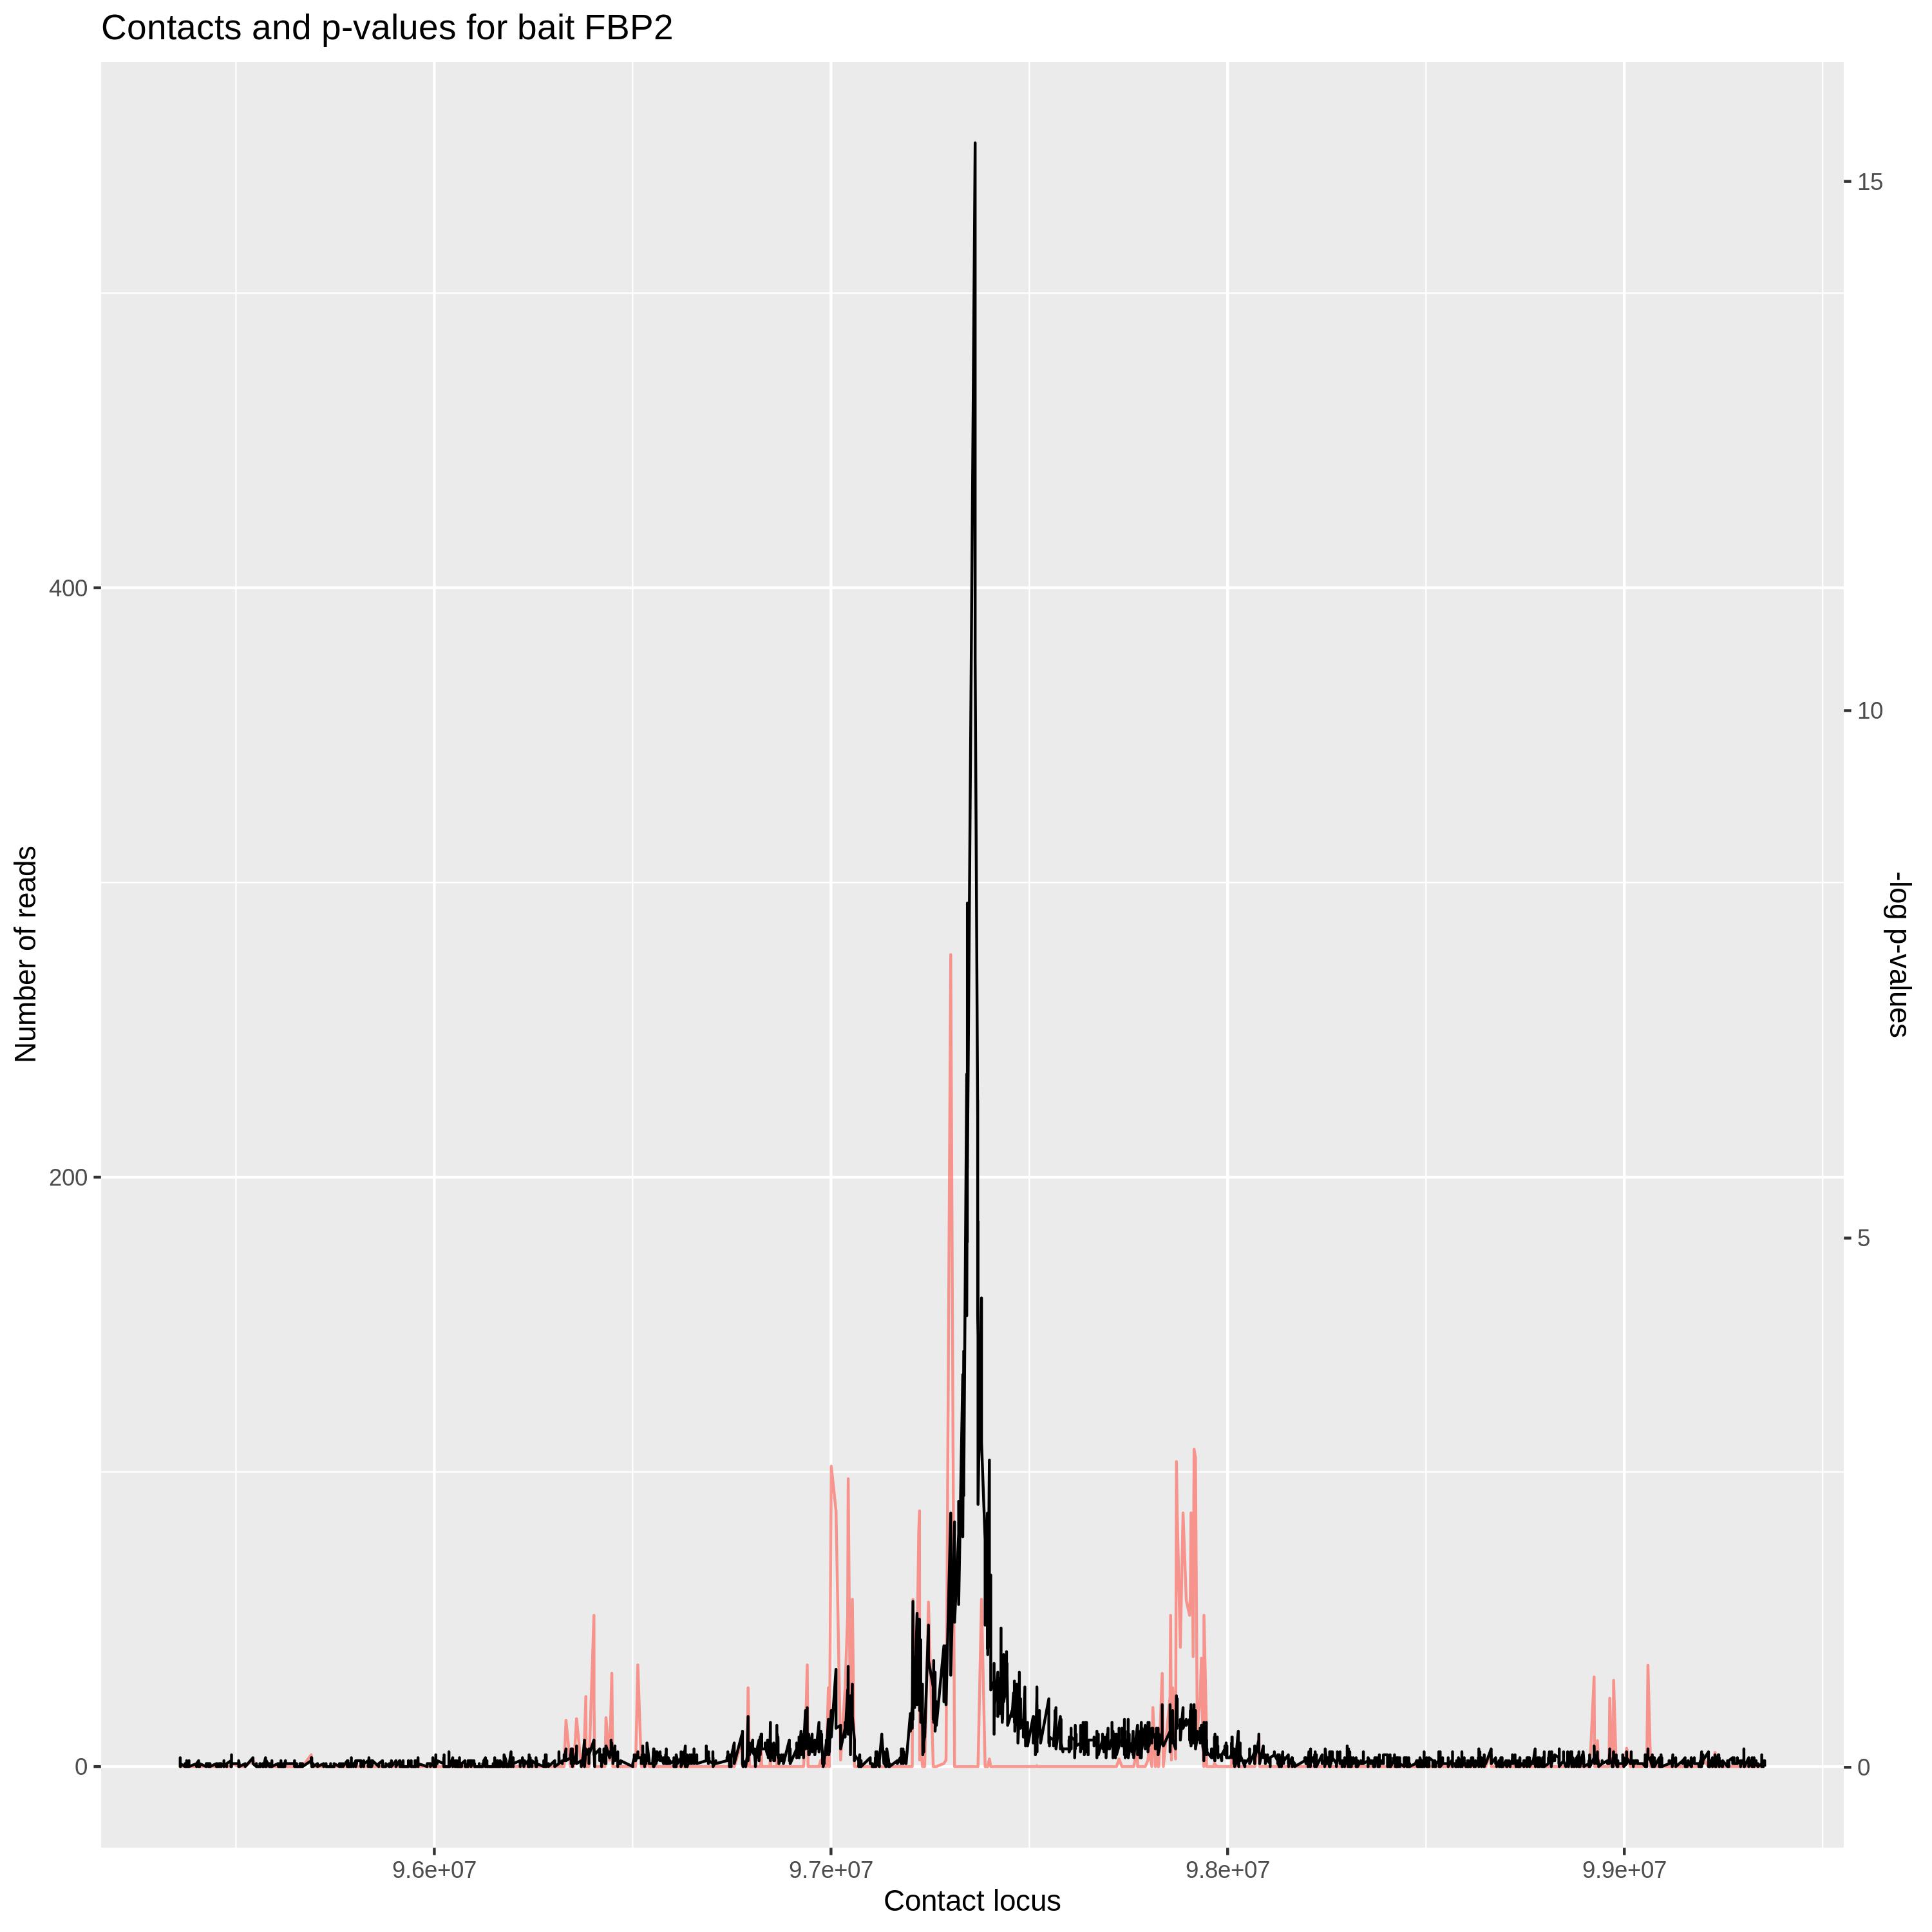 Contacts and p-values for bait FBP2
Number of reads
400
200
0
15
10
5
0
-log p-values
9.6e+07
9.7e+07
9.8e+07
9.9e+07
Contact locus